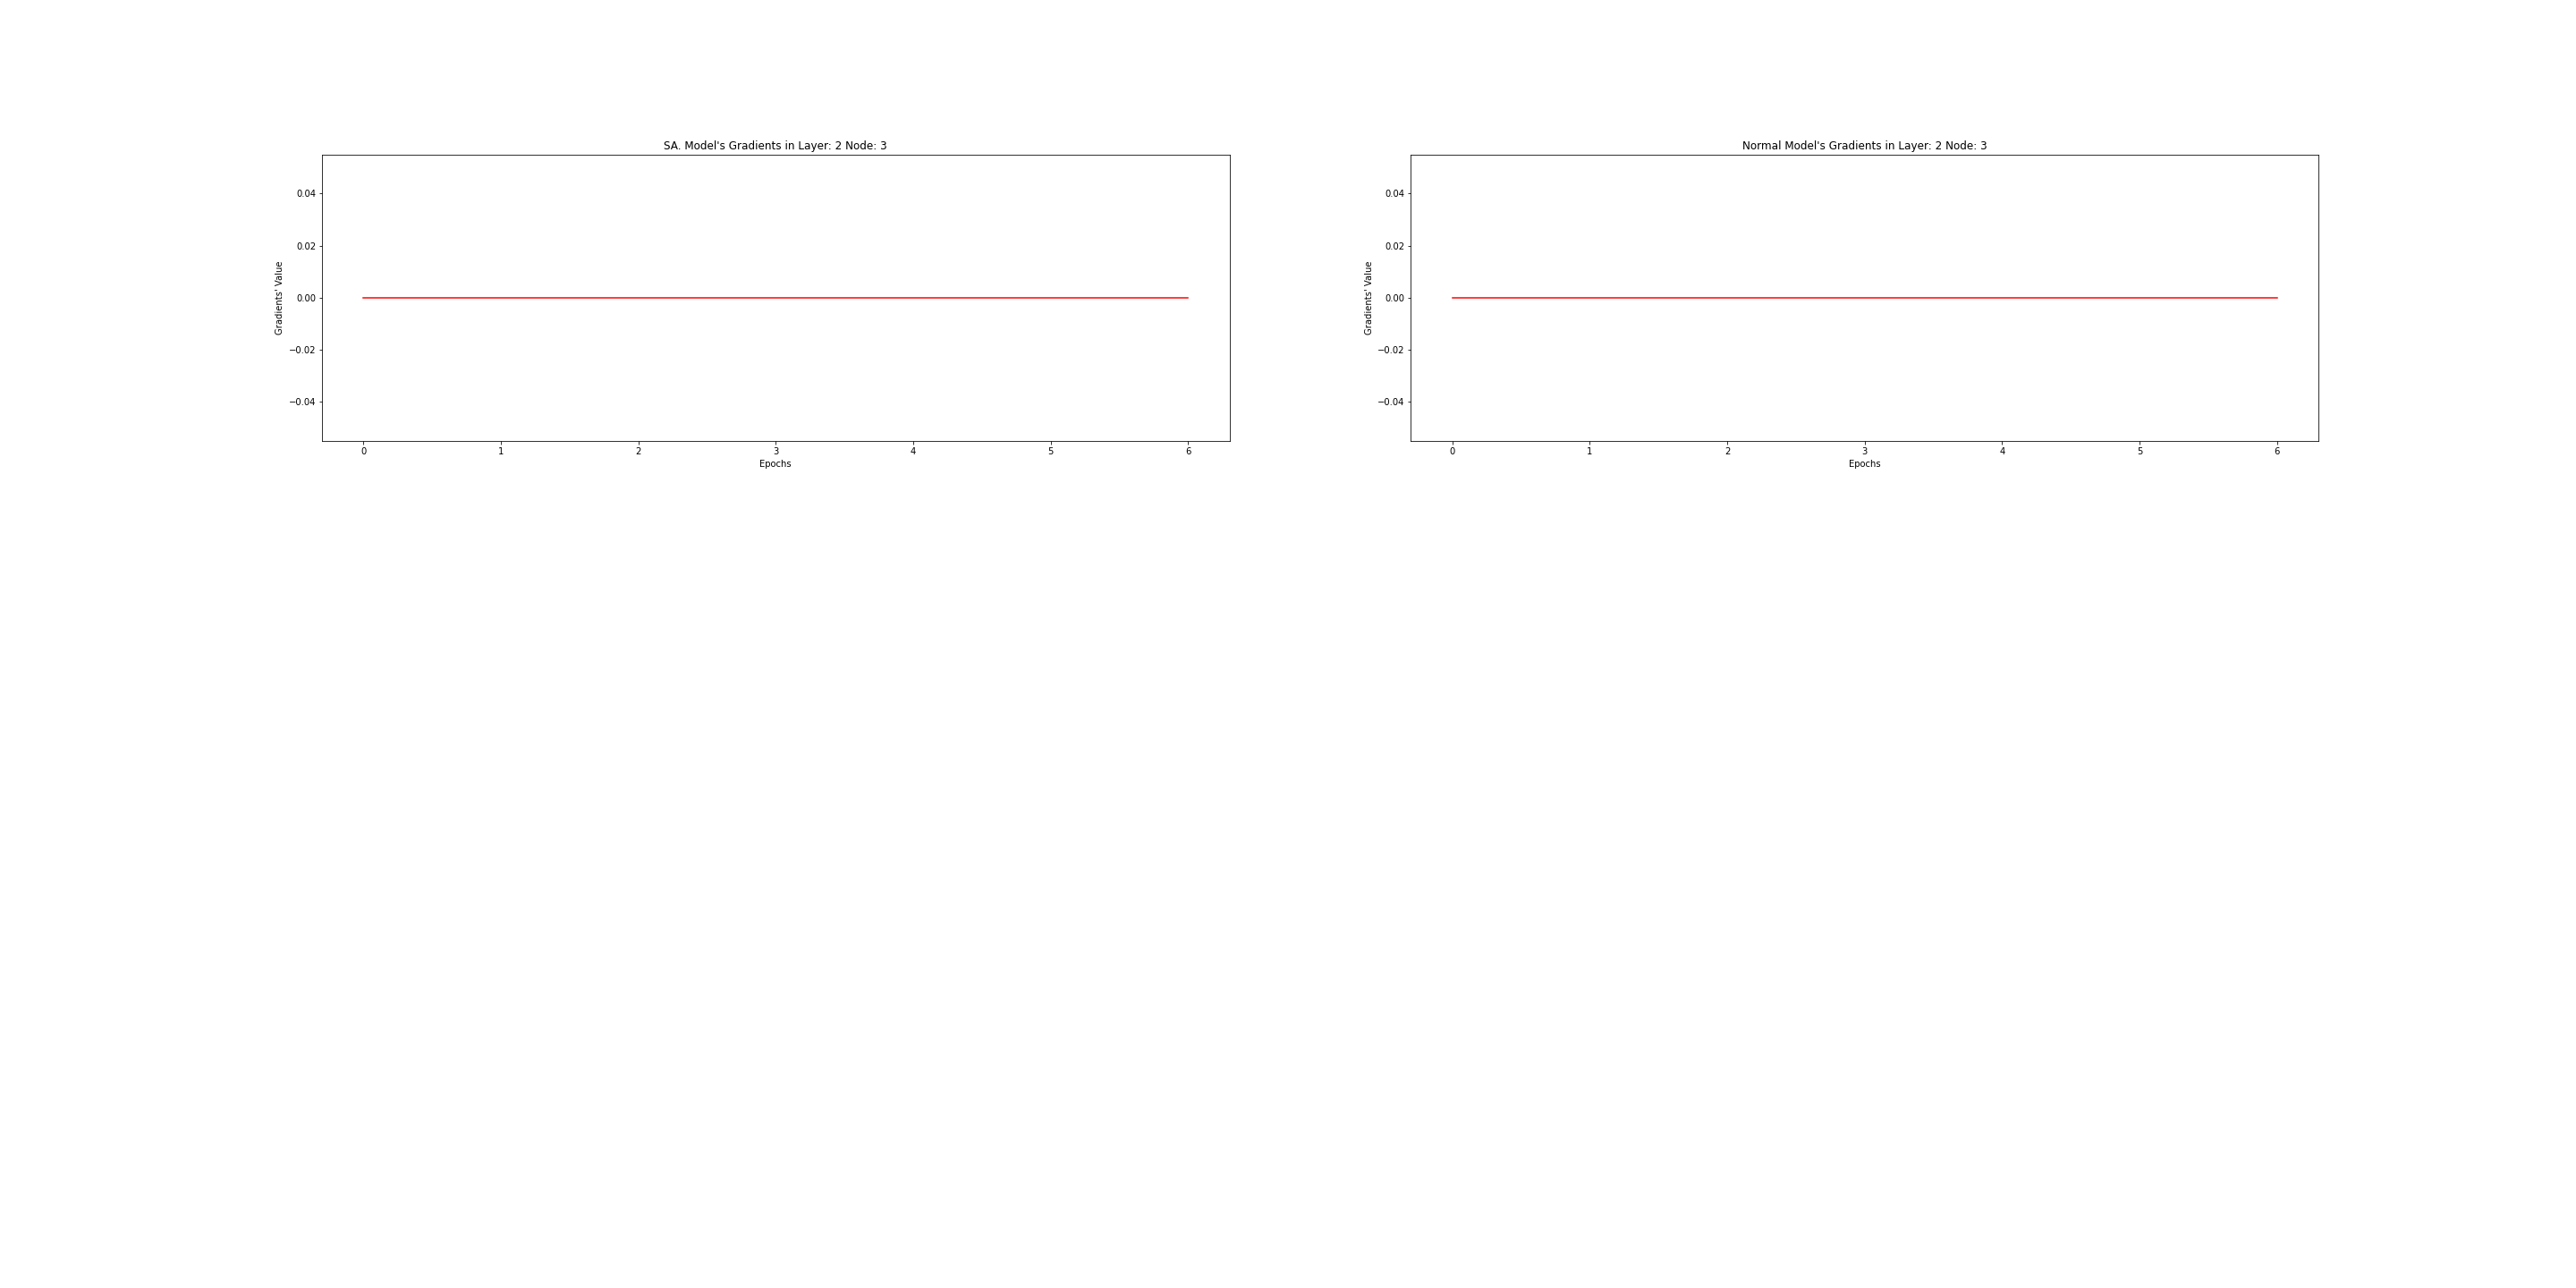 SA. Model's Gradients in Layer: 2 Node: 3
Gradients' Value
0.04
0.02
0.00
−0.02
−0.04
0 1 2 3 4 5 6
Epochs
Normal Model's Gradients in Layer: 2 Node: 3
Gradients' Value
0.04
0.02
0.00
−0.02
−0.04
0 1 2 3 4 5 6
Epochs